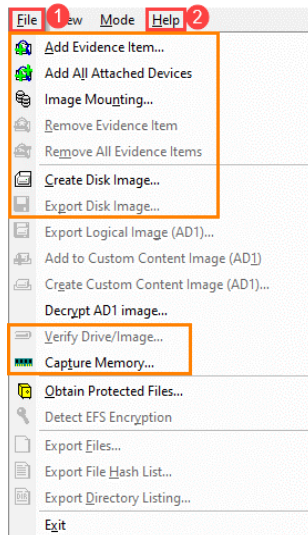 File 1 ew Mode Help 2
Add Evidence Item...
Add All Attached Devices
Image Mounting...
Remove Evidence Item
Remove All Evidence Items
Create Disk Image...
Export Disk Image...
Export Logical Image (AD1)...
Add to Custom Content Image (AD1)
Create Custom Content Image (AD1)...
Decrypt AD1 image...
Verify Drive/Image...
Capture Memory...
Obtain Protected Files...
Detect EFS Encryption
Export Files...
Export File Hash List...
Export Directory Listing...
Exit